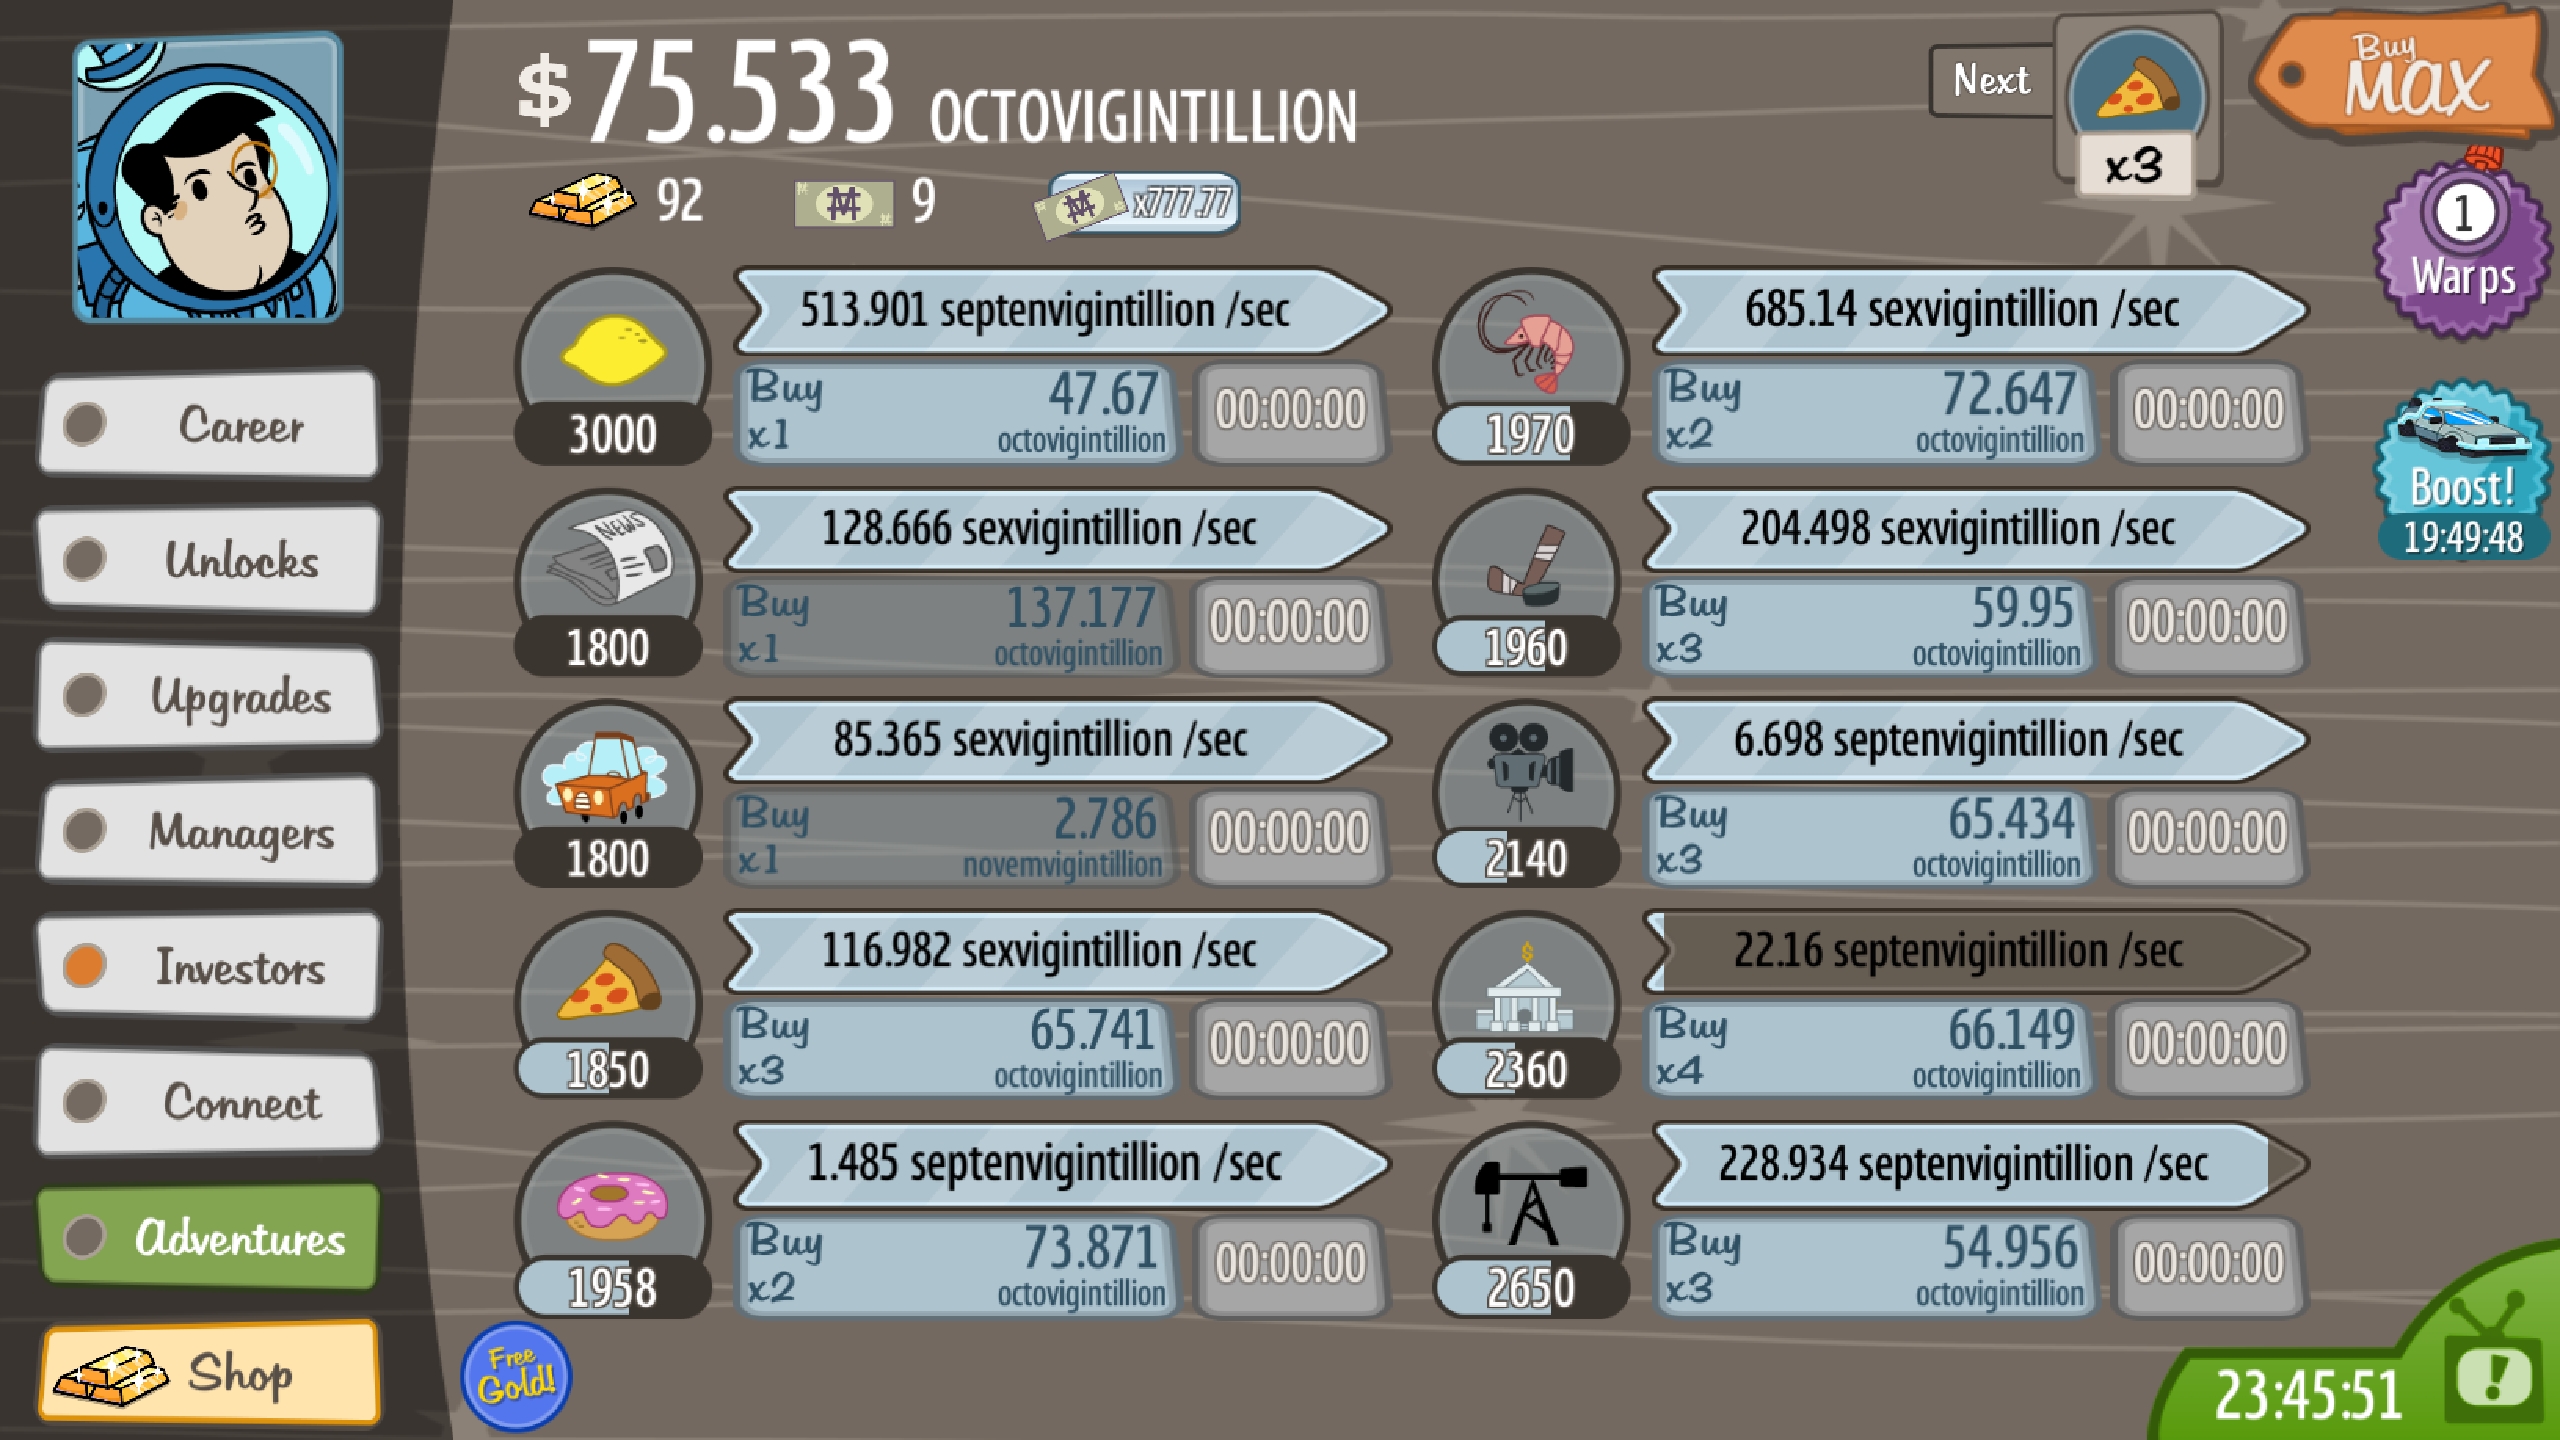 $75.533 OCTOVIGINTILLION
Next
x3
Buy
MAX
92
9
x777.77
1
Warps
Boost!
19:49:48
Career
Unlocks
Upgrades
Managers
Investors
Connect
Adventures
Shop
513.901 septenvigintillion /sec
3000
Buy x1
47.67
octovigintillion
00:00:00
NEWS
128.666 sexvigintillion /sec
1800
Buy x1
137.177
octovigintillion
00:00:00
85.365 sexvigintillion /sec
1800
Buy x1
2.786
novemvigintillion
00:00:00
116.982 sexvigintillion /sec
1850
Buy x3
65.741
octovigintillion
00:00:00
1.485 septenvigintillion /sec
1958
Buy x2
73.871
octovigintillion
00:00:00
685.14 sexvigintillion /sec
1970
Buy x2
72.647
octovigintillion
00:00:00
204.498 sexvigintillion /sec
1960
Buy x3
59.95
octovigintillion
00:00:00
6.698 septenvigintillion /sec
2140
Buy x3
65.434
octovigintillion
00:00:00
$
22.16 septenvigintillion /sec
2360
Buy x4
66.149
octovigintillion
00:00:00
228.934 septenvigintillion /sec
2650
Buy x3
54.956
octovigintillion
00:00:00
Free
Gold!
23:45:51
!